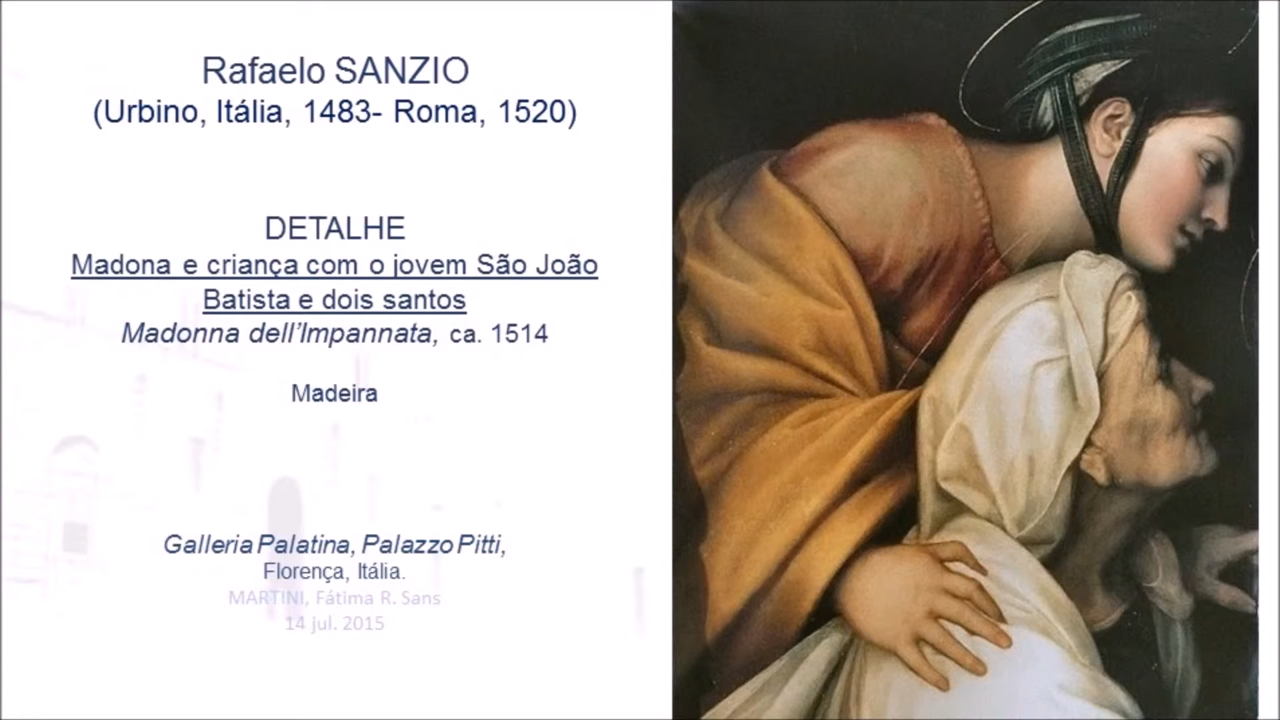 Rafaelo SANZIO
(Urbino, Itália, 1483- Roma, 1520)
DETALHE
Madona e criança com o jovem São João
Batista e dois santos
Madonna dell’Impannata, ca. 1514
Madeira
Galleria Palatina, Palazzo Pitti,
Florença, Itália.
MARTINI, Fátima R. Sans
14 jul. 2015